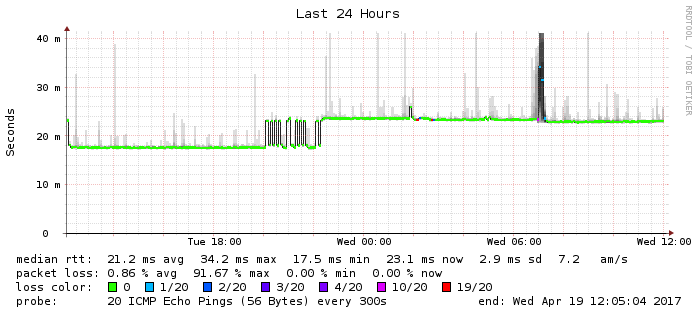 Last 24 Hours
RRDTOOL / TOBI OETIKER
Seconds
40 m
30 m
20 m
10 m
0
Tue 18:00 Wed 00:00 Wed 06:00 Wed 12:00
median rtt: 21.2 ms avg 34.2 ms max 17.5 ms min 23.1 ms now 2.9 ms sd 7.2 am/s
packet loss: 0.86 % avg 91.67 % max 0.00 % min 0.00 % now
loss color: 0 1/20 2/20 3/20 4/20 10/20 19/20
probe: 20 ICMP Echo Pings (56 Bytes) every 300s end: Wed Apr 19 12:05:04 2017